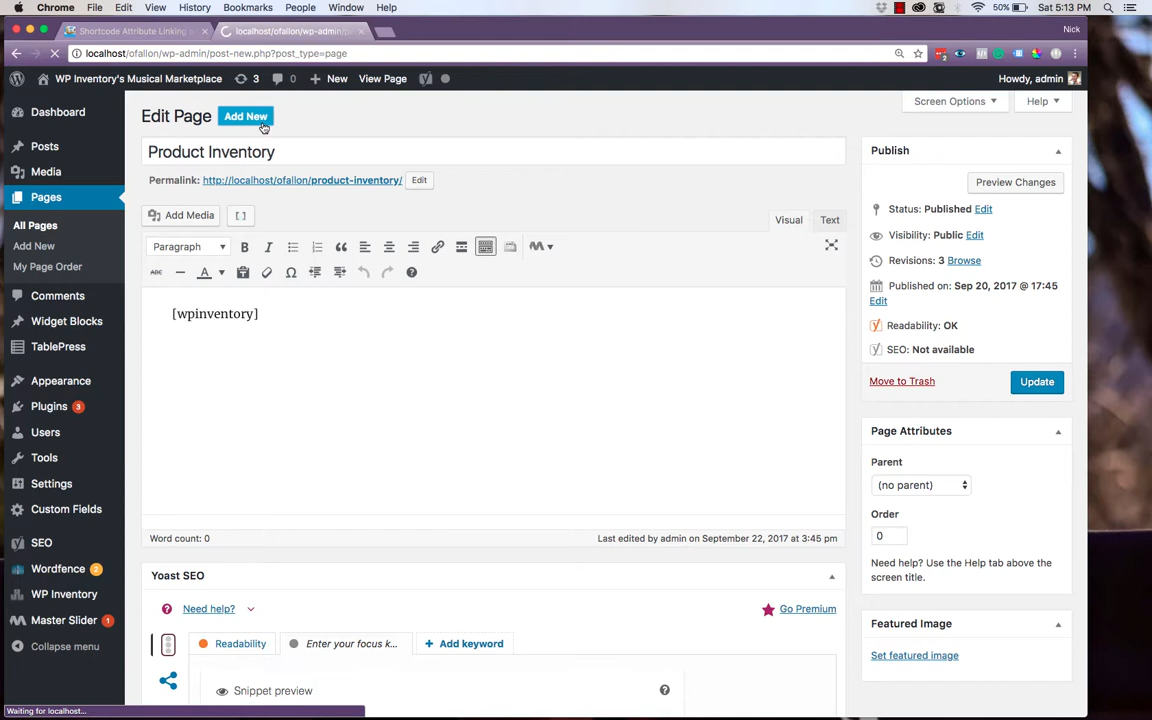 Chrome File Edit View History Bookmarks People Window Help 50% Sat 5:13 PM
Shortcode Attribute Linking localhost/ofallon/wp-admin/ Nick
localhost/ofallon/wp-admin/post-new.php?post_type=page
WP Inventory's Musical Marketplace 3 0 New View Page Howdy, admin
Dashboard
Posts
Media
Pages
All Pages
Add New
My Page Order
Comments
Widget Blocks
TablePress
Appearance
Plugins 3
Users
Tools
Settings
Custom Fields
SEO
Wordfence 2
WP Inventory
Master Slider 1
Collapse menu
Screen Options Help
Edit Page Add New
Product Inventory
Permalink: http://localhost/ofallon/product-inventory/ Edit
Add Media [ ]
Visual Text
Paragraph B I
ABC A
[wpinventory]
Word count: 0 Last edited by admin on September 22, 2017 at 3:45 pm
Yoast SEO
Need help? Go Premium
Readability Enter your focus k... Add keyword
Snippet preview
Publish
Preview Changes
Status: Published Edit
Visibility: Public Edit
Revisions: 3 Browse
Published on: Sep 20, 2017 @ 17:45
Edit
Readability: OK
SEO: Not available
Move to Trash Update
Page Attributes
Parent
(no parent)
Order
0
Need help? Use the Help tab above the
screen title.
Featured Image
Set featured image
Waiting for localhost...